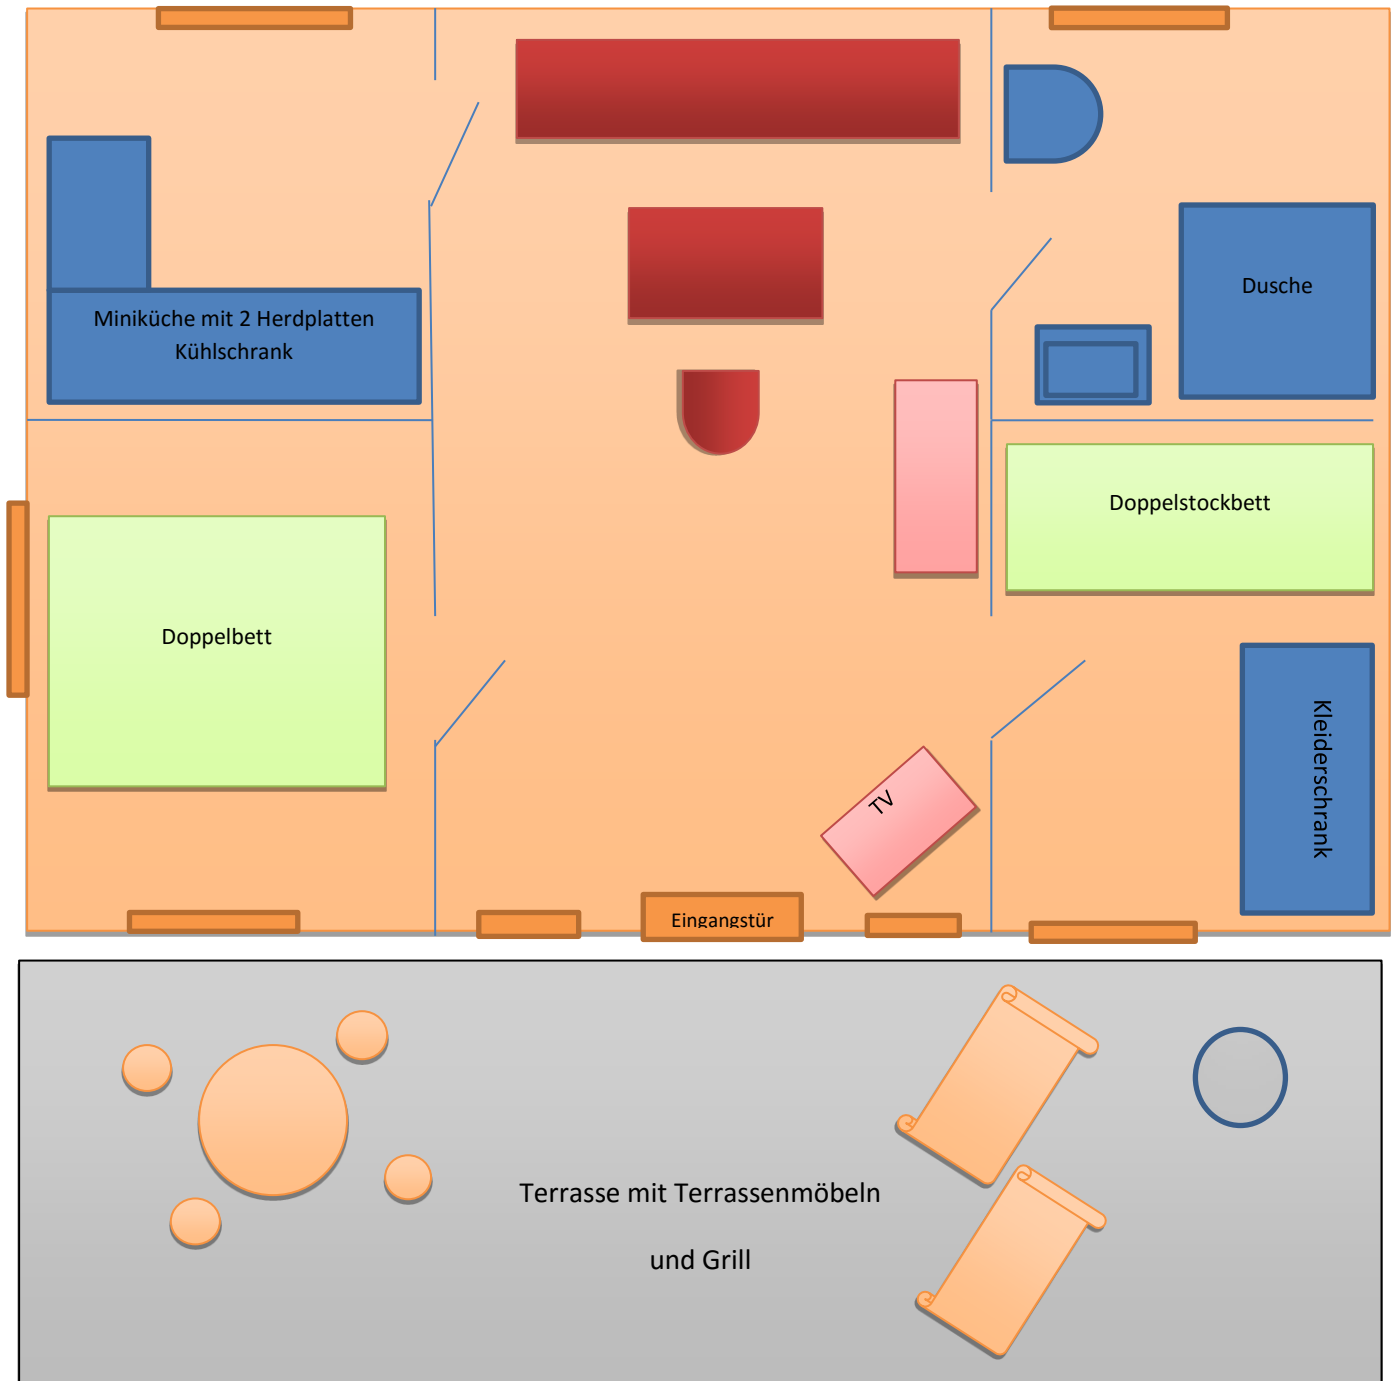 Dusche
Miniküche mit 2 Herdplatten
Kühlschrank
Doppelstockbett
Doppelbett
Kleiderschrank
TV
Eingangstür
Terrasse mit Terrassenmöbeln
und Grill